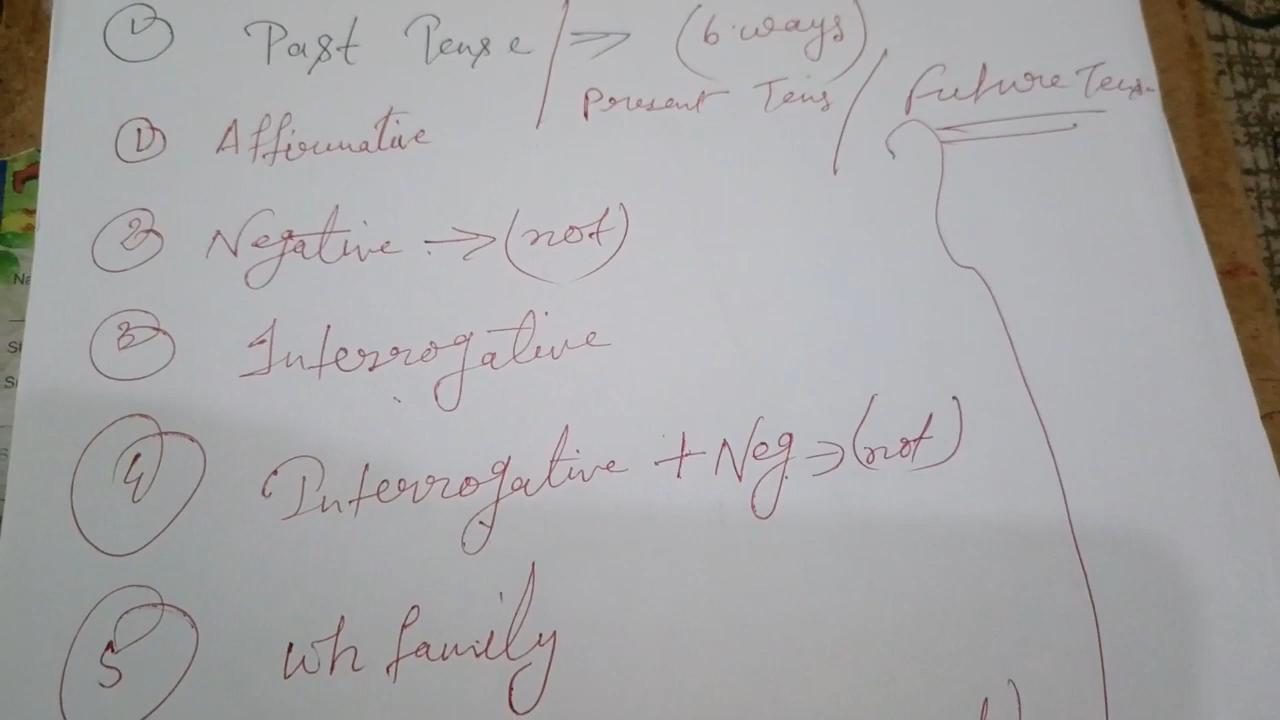 ① Past Tense / => (6 ways)
Present Tens / Future Tens
① Affirmative
② Negative -> (not)
③ Interrogative
④ Interrogative + Neg -> (not)
⑤ Wh family